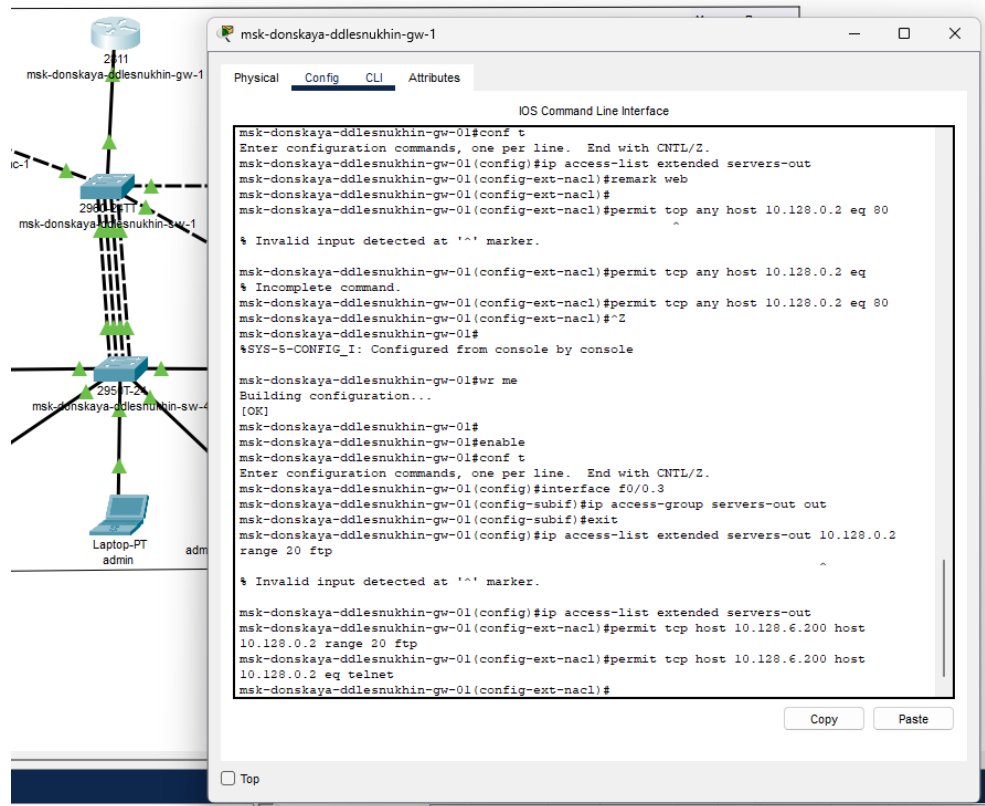 msk-donskaya-ddlesnukhin-gw-1
Physical
Config
CLI
Attributes
IOS Command Line Interface
msk-donskaya-ddlesnukhin-gw-01#conf t
Enter configuration commands, one per line.  End with CNTL/Z.
msk-donskaya-ddlesnukhin-gw-01(config)#ip access-list extended servers-out
msk-donskaya-ddlesnukhin-gw-01(config-ext-nacl)#remark web
msk-donskaya-ddlesnukhin-gw-01(config-ext-nacl)#
msk-donskaya-ddlesnukhin-gw-01(config-ext-nacl)#permit top any host 10.128.0.2 eq 80
^
% Invalid input detected at '^' marker.
msk-donskaya-ddlesnukhin-gw-01(config-ext-nacl)#permit tcp any host 10.128.0.2 eq
% Incomplete command.
msk-donskaya-ddlesnukhin-gw-01(config-ext-nacl)#permit tcp any host 10.128.0.2 eq 80
msk-donskaya-ddlesnukhin-gw-01(config-ext-nacl)#^Z
msk-donskaya-ddlesnukhin-gw-01#
%SYS-5-CONFIG_I: Configured from console by console
msk-donskaya-ddlesnukhin-gw-01#wr me
Building configuration...
[OK]
msk-donskaya-ddlesnukhin-gw-01#
msk-donskaya-ddlesnukhin-gw-01#enable
msk-donskaya-ddlesnukhin-gw-01#conf t
Enter configuration commands, one per line.  End with CNTL/Z.
msk-donskaya-ddlesnukhin-gw-01(config)#interface f0/0.3
msk-donskaya-ddlesnukhin-gw-01(config-subif)#ip access-group servers-out out
msk-donskaya-ddlesnukhin-gw-01(config-subif)#exit
msk-donskaya-ddlesnukhin-gw-01(config)#ip access-list extended servers-out 10.128.0.2
range 20 ftp
^
% Invalid input detected at '^' marker.
msk-donskaya-ddlesnukhin-gw-01(config)#ip access-list extended servers-out
msk-donskaya-ddlesnukhin-gw-01(config-ext-nacl)#permit tcp host 10.128.6.200 host
10.128.0.2 range 20 ftp
msk-donskaya-ddlesnukhin-gw-01(config-ext-nacl)#permit tcp host 10.128.6.200 host
10.128.0.2 eq telnet
msk-donskaya-ddlesnukhin-gw-01(config-ext-nacl)#
Copy
Paste
Top
2811
msk-donskaya-ddlesnukhin-gw-1
2960-24TT
msk-donskaya-ddlesnukhin-sw-1
2950T-24
msk-donskaya-ddlesnukhin-sw-4
Laptop-PT
admin
adm